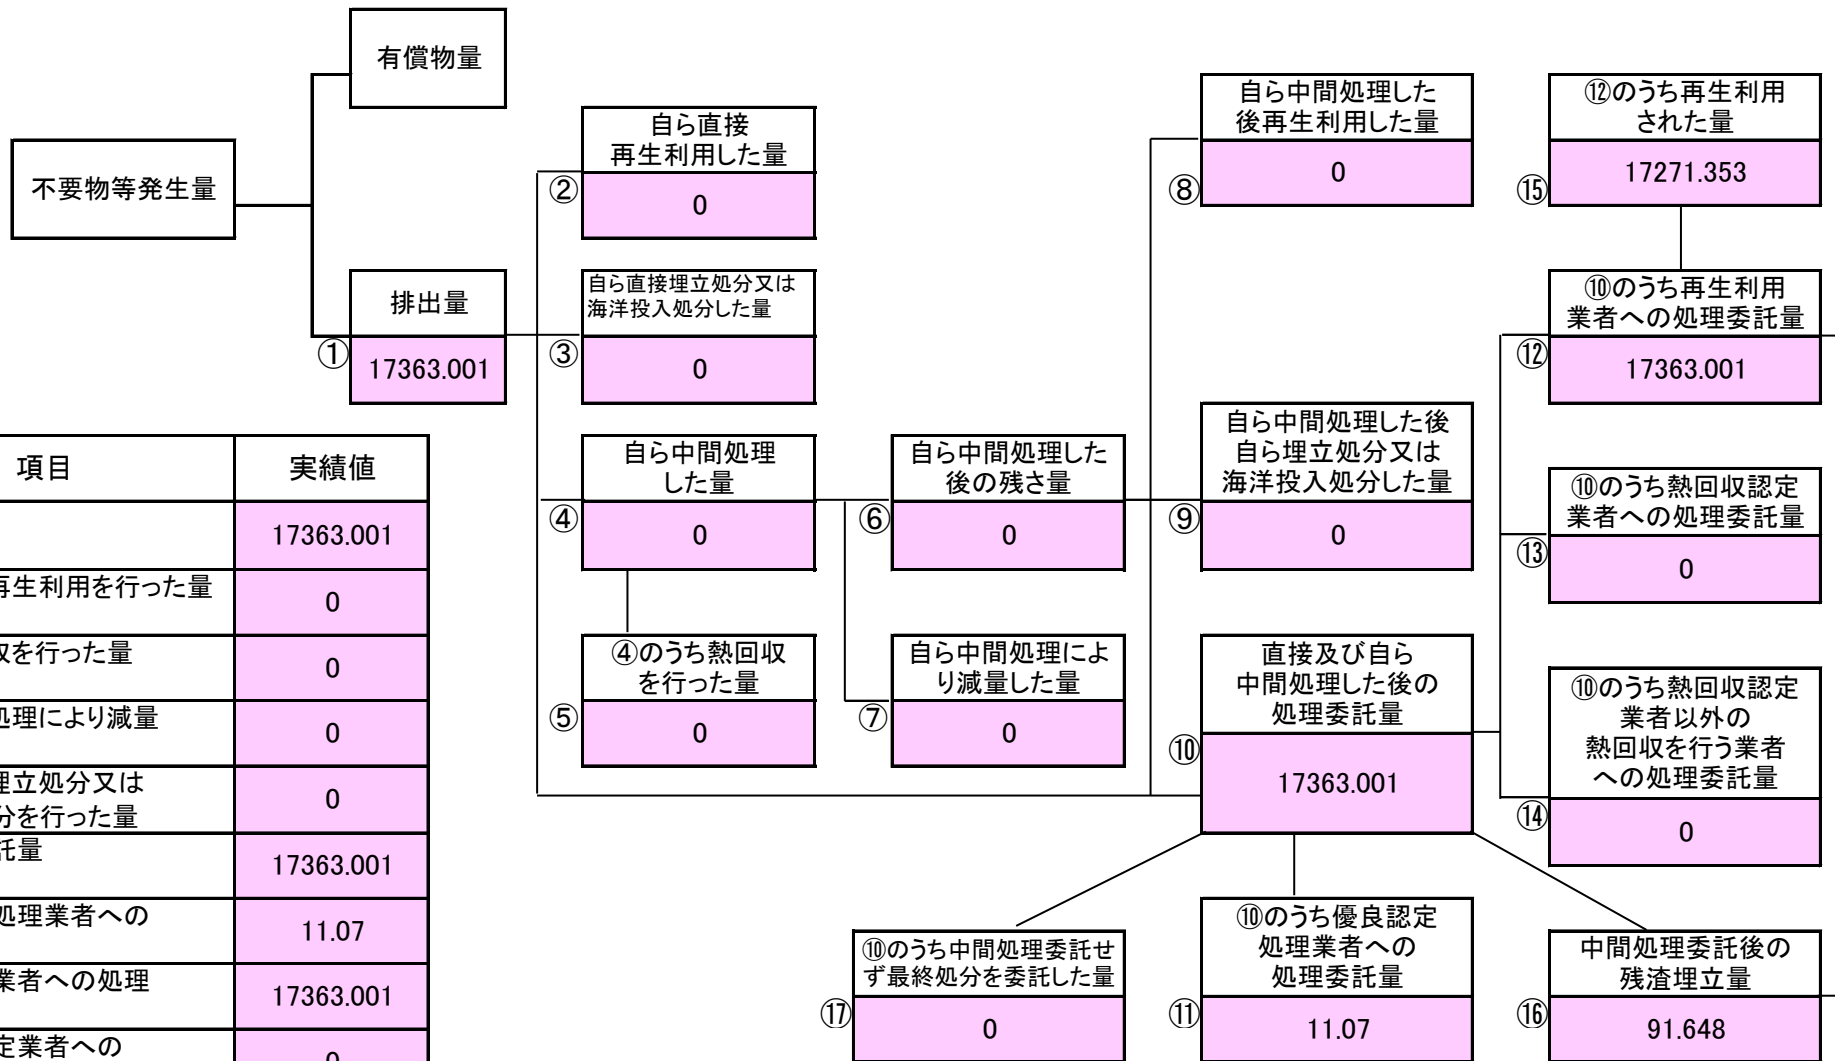 有償物量
不要物等発生量
排出量
①
17363.001
自ら直接
再生利用した量
②
0
自ら直接埋立処分又は
海洋投入処分した量
③
0
自ら中間処理
した量
④
0
④のうち熱回収
を行った量
⑤
0
自ら中間処理した
後の残さ量
⑥
0
自ら中間処理によ
り減量した量
⑦
0
自ら中間処理した
後再生利用した量
⑧
0
自ら中間処理した後
自ら埋立処分又は
海洋投入処分した量
⑨
0
直接及び自ら
中間処理した後の
処理委託量
⑩
17363.001
⑫のうち再生利用
された量
⑮
17271.353
⑩のうち再生利用
業者への処理委託量
⑫
17363.001
⑩のうち熱回収認定
業者への処理委託量
⑬
0
⑩のうち熱回収認定
業者以外の
熱回収を行う業者
への処理委託量
⑭
0
⑩のうち中間処理委託せ
ず最終処分を委託した量
⑰
0
⑩のうち優良認定
処理業者への
処理委託量
⑪
11.07
中間処理委託後の
残渣埋立量
⑯
91.648
項目 実績値
17363.001
再生利用を行った量
0
を行った量
0
処理により減量
0
埋立処分又は
分を行った量
0
託量
17363.001
処理業者への
11.07
業者への処理
17363.001
定業者への
0